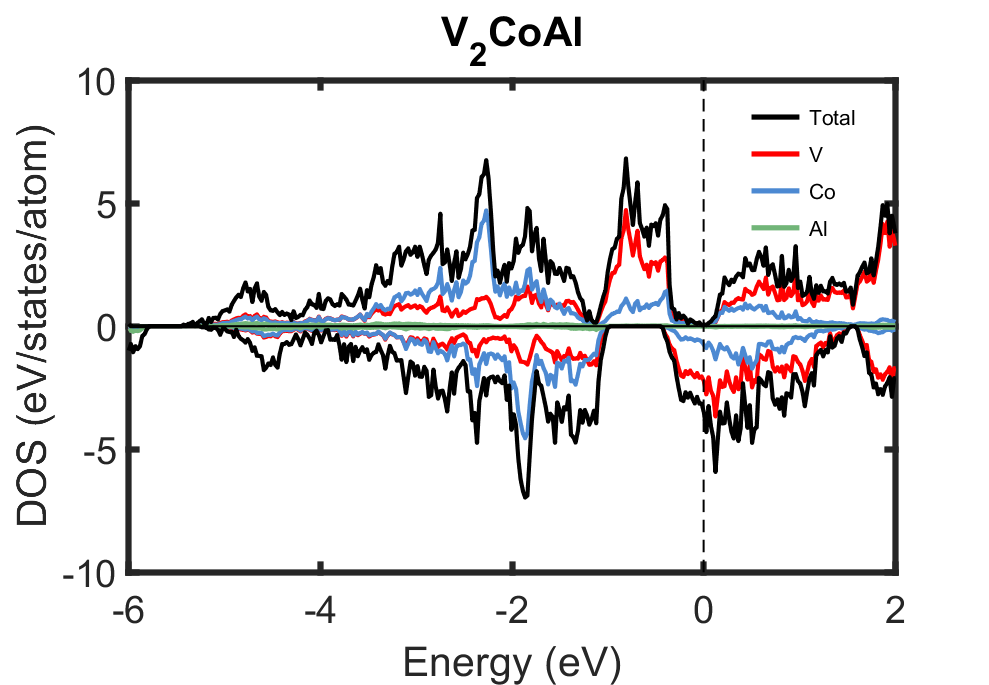 V₂CoAl
10
5
0
-5
-10
DOS (eV/states/atom)
Total
V
Co
Al
-6 -4 -2 0 2
Energy (eV)